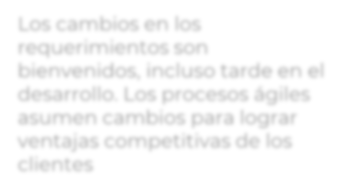 Los cambios en los
requerimientos son
bienvenidos, incluso tarde en el
desarrollo. Los procesos ágiles
asumen cambios para lograr
ventajas competitivas de los
clientes